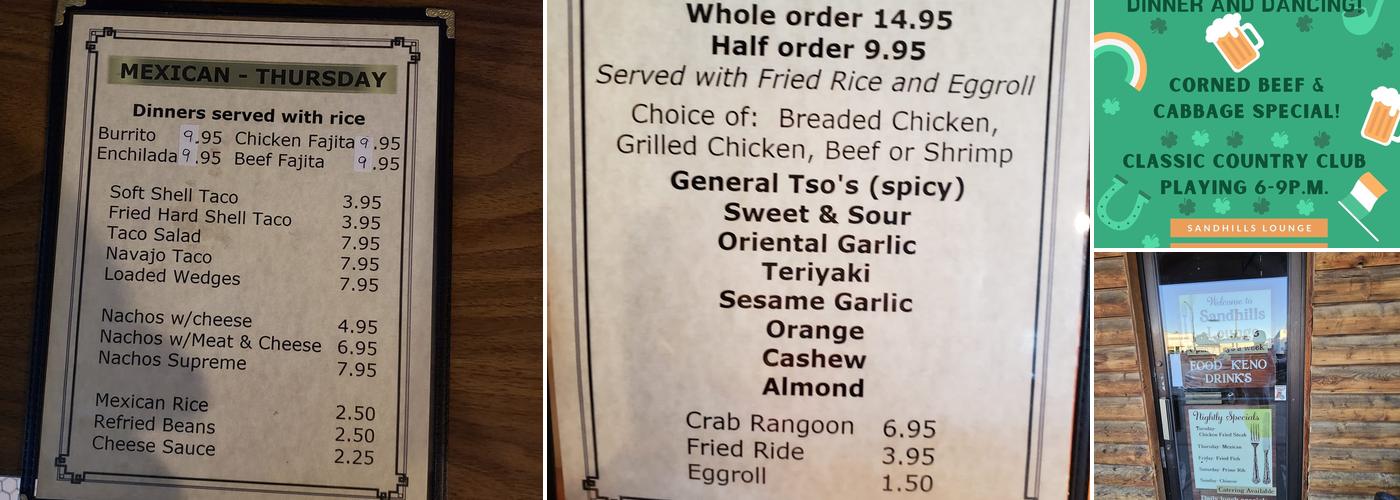 MEXICAN - THURSDAY
Dinners served with rice
Burrito 9.95 Chicken Fajita 9.95
Enchilada 9.95 Beef Fajita 9.95
Soft Shell Taco 3.95
Fried Hard Shell Taco 3.95
Taco Salad 7.95
Navajo Taco 7.95
Loaded Wedges 7.95
Nachos w/cheese 4.95
Nachos w/Meat & Cheese 6.95
Nachos Supreme 7.95
Mexican Rice 2.50
Refried Beans 2.50
Cheese Sauce 2.25
Whole order 14.95
Half order 9.95
Served with Fried Rice and Eggroll
Choice of: Breaded Chicken,
Grilled Chicken, Beef or Shrimp
General Tso's (spicy)
Sweet & Sour
Oriental Garlic
Teriyaki
Sesame Garlic
Orange
Cashew
Almond
Crab Rangoon 6.95
Fried Ride 3.95
Eggroll 1.50
DINNER AND DANCING!
CORNED BEEF &
CABBAGE SPECIAL!
CLASSIC COUNTRY CLUB
PLAYING 6-9P.M.
SANDHILLS LOUNGE
Welcome to
Sandhills
Lounge
a week
FOOD KENO
DRINKS
Nightly Specials
Tuesday
Chicken Fried Steak
Thursday Mexican
Friday Fried Fish
Saturday Prime Rib
Sunday Chinese
Catering Available